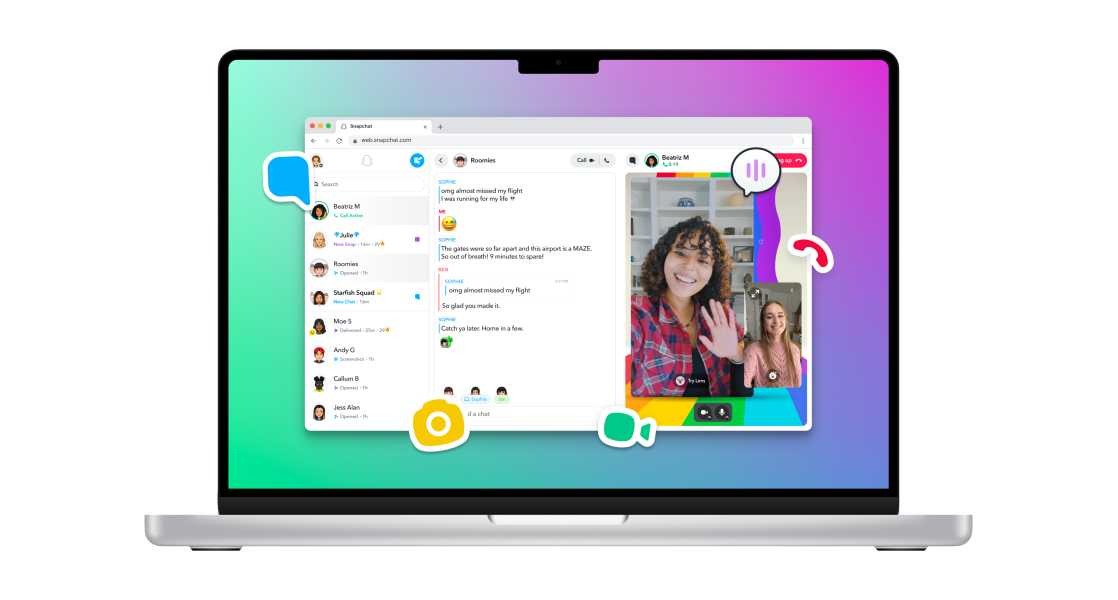 Snapchat
web.snapchat.com
Search
Beatriz M
Call Active
Julie
New Snap · 16m · 29
Roomies
Opened · 1h
Starfish Squad
New Chat · 16m
Moe S
Delivered · 25m · 29
Andy G
Screenshot · 1h
Callum B
Opened · 1h
Jess Alan
Opened · 1h
Roomies
Call
SOPHIE
omg almost missed my flight
I was running for my life
ME
SOPHIE
The gates were so far apart and this airport is a MAZE.
So out of breath! 9 minutes to spare!
BEN
SOPHIE
omg almost missed my flight
So glad you made it.
SOPHIE
Catch ya later. Home in a few.
Sophie
Jen
d a chat
Beatriz M
0:19
ng up
Try Lens